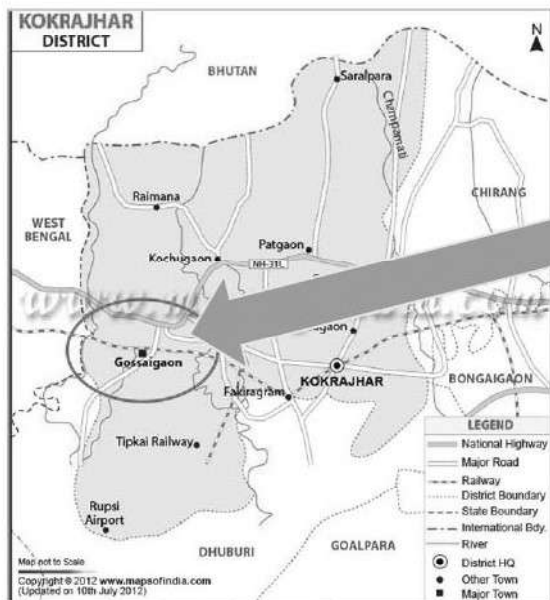 KOKRAJHAR
DISTRICT
N
BHUTAN
Saralpara
Champamati
CHIRANG
Raimana
WEST
BENGAL
Kochugaon
Patgaon
NH-31C
Gossaigaon
KOKRAJHAR
BONGAIGAON
Fakiragram
Tipkai Railway
Rupsi
Airport
DHUBURI
GOALPARA
LEGEND
National Highway
Major Road
Railway
District Boundary
State Boundary
International Bdy.
River
District HQ
Other Town
Major Town
Map not to Scale
Copyright © 2012 www.mapsofindia.com
(Updated on 10th July 2012)